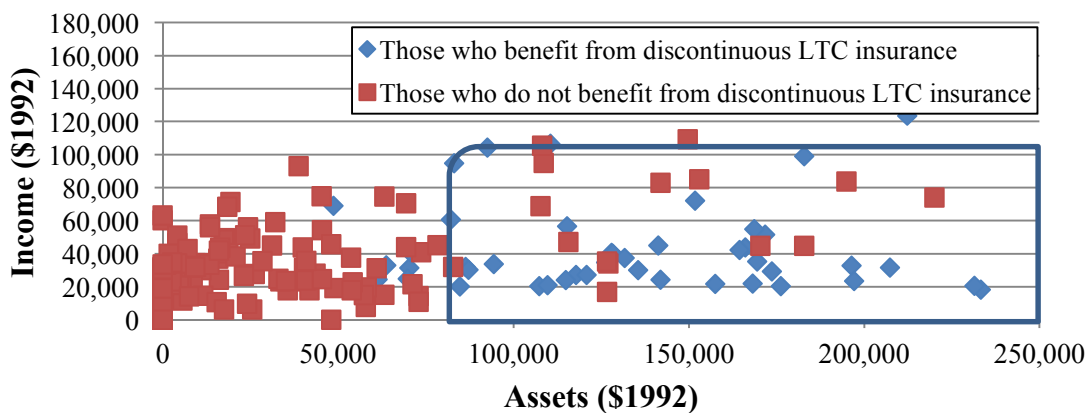 180,000
160,000
140,000
120,000
100,000
80,000
60,000
40,000
20,000
0
Income ($1992)
Those who benefit from discontinuous LTC insurance
Those who do not benefit from discontinuous LTC insurance
0 50,000 100,000 150,000 200,000 250,000
Assets ($1992)